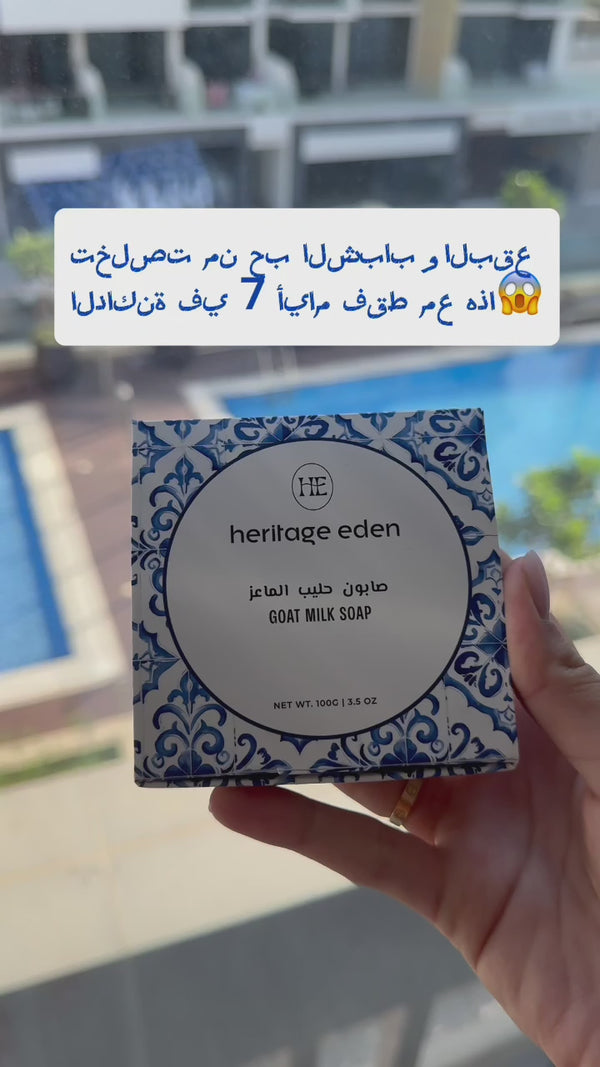 تخلصت من حب الشباب و البقع
الداكنة في 7 أيام فقط مع هذا😱
HE
heritage eden
صابون حليب الماعز
GOAT MILK SOAP
NET WT. 100G | 3.5 OZ